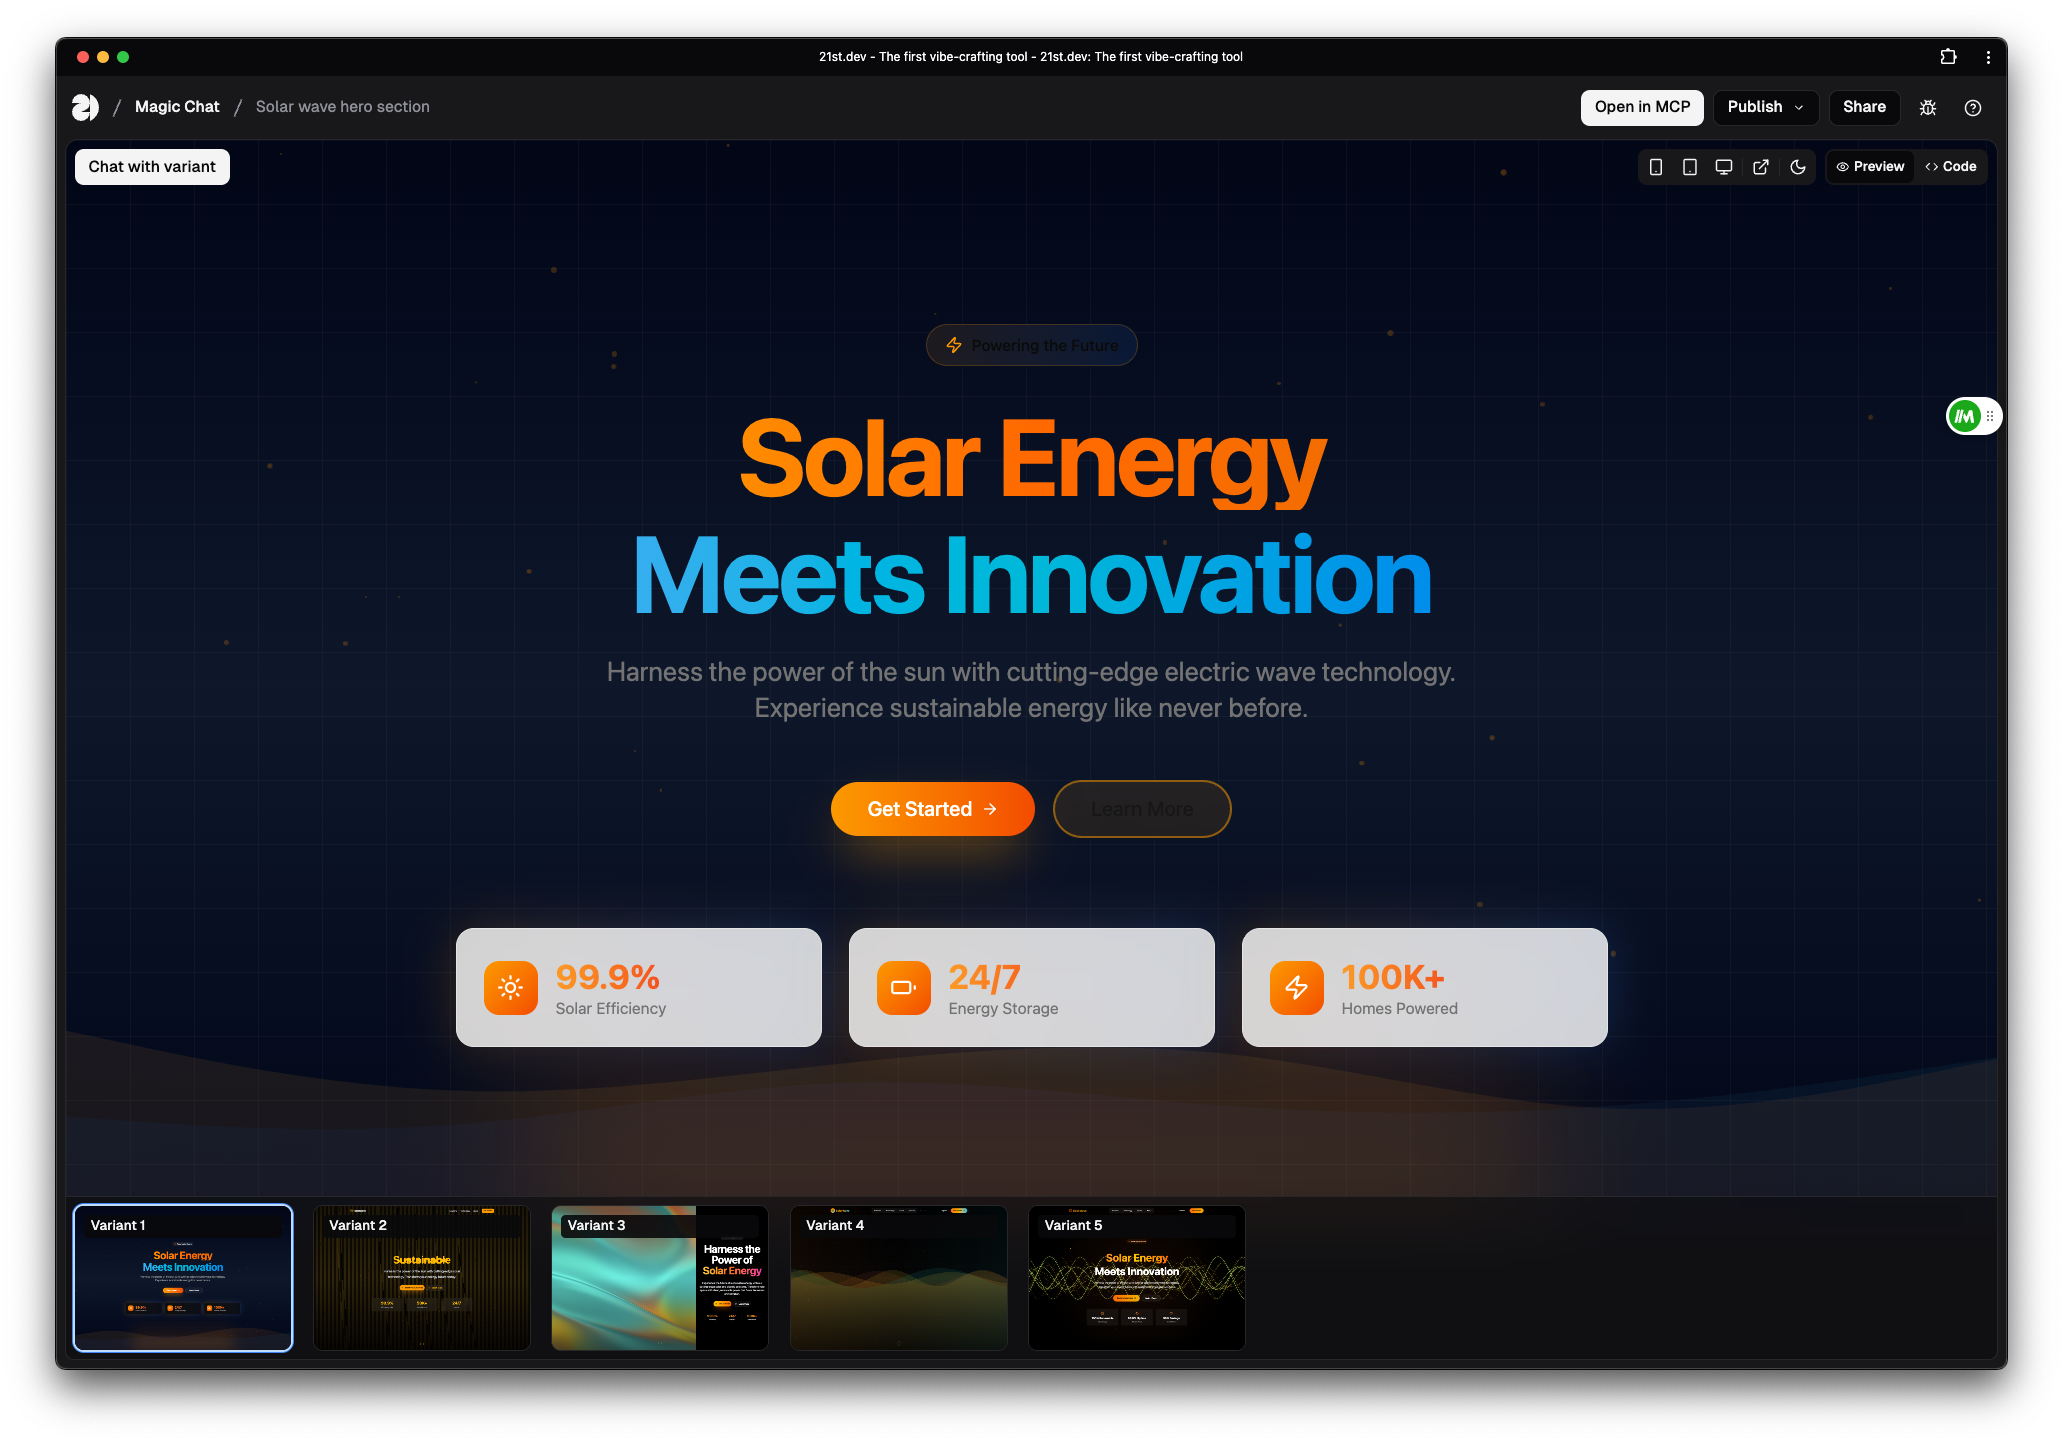 21st.dev - The first vibe-crafting tool - 21st.dev: The first vibe-crafting tool
21 / Magic Chat / Solar wave hero section
Open in MCP
Publish
Share
Chat with variant
Preview
Code
Powering the Future
Solar Energy
Meets Innovation
Harness the power of the sun with cutting-edge electric wave technology.
Experience sustainable energy like never before.
Get Started →
Learn More
99.9%
Solar Efficiency
24/7
Energy Storage
100K+
Homes Powered
Variant 1
Solar Energy
Meets Innovation
Variant 2
Sustainable
Variant 3
Harness the
Power of
Solar Energy
Variant 4
Variant 5
Solar Energy
Meets Innovation